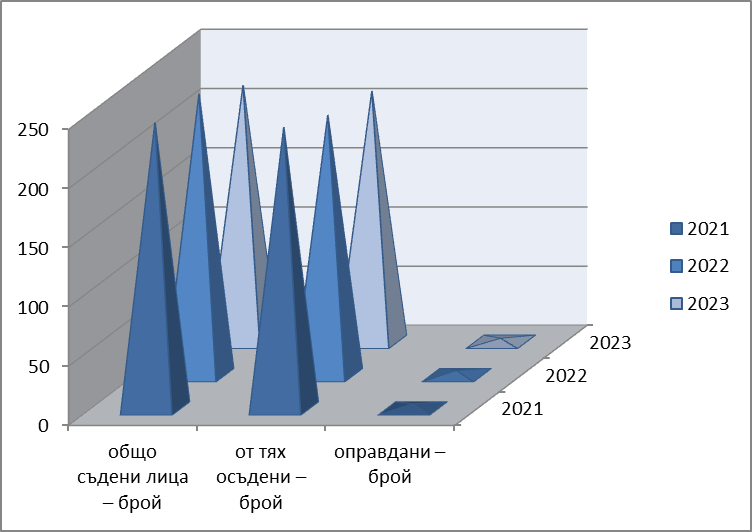 250
200
150
100
50
0
общо
съдени лица
– брой
от тях
осъдени –
брой
оправдани –
брой
2021
2022
2023
2021
2022
2023